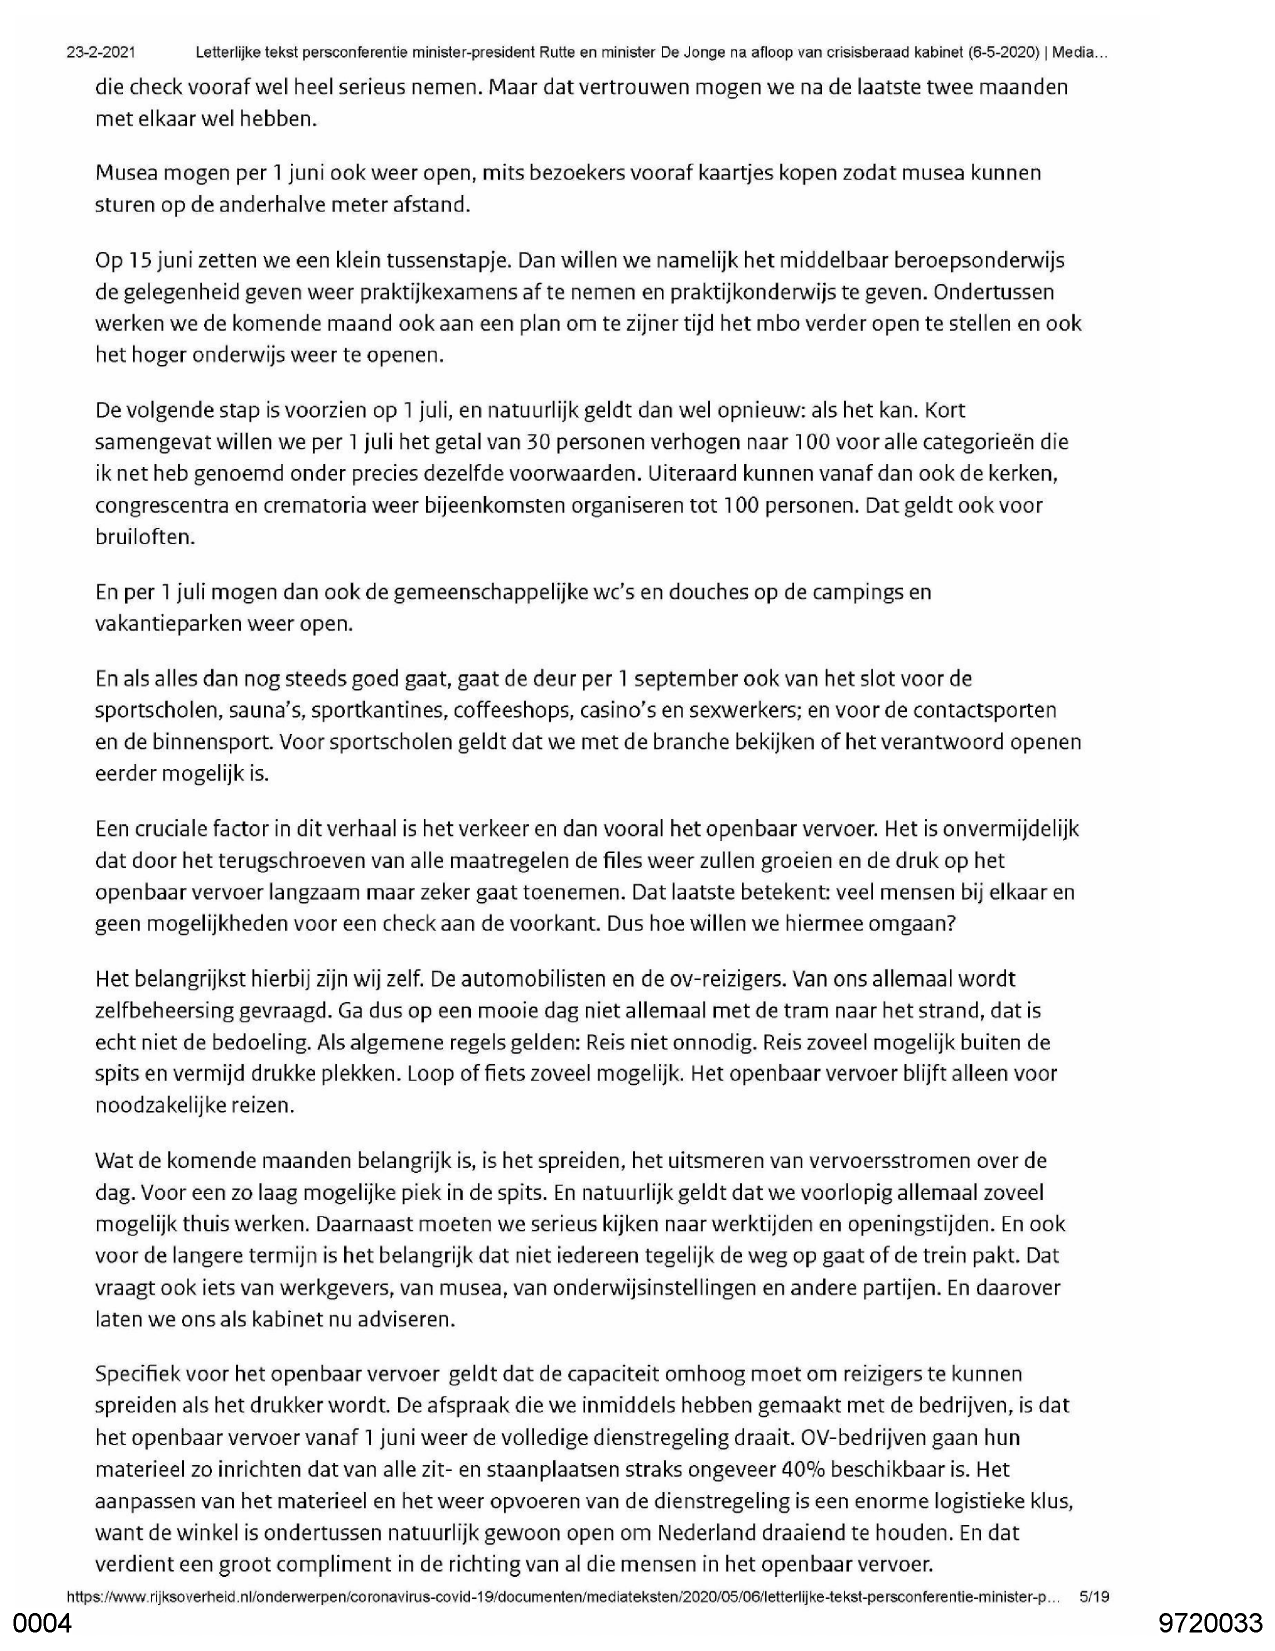 23-2-2021 Letterlijke tekst persconferentie minister-president Rutte en minister De Jonge na afloop van crisisberaad kabinet (6-5-2020) | Media...
die check vooraf wel heel serieus nemen. Maar dat vertrouwen mogen we na de laatste twee maanden
met elkaar wel hebben.
Musea mogen per 1 juni ook weer open, mits bezoekers vooraf kaartjes kopen zodat musea kunnen
sturen op de anderhalve meter afstand.
Op 15 juni zetten we een klein tussenstapje. Dan willen we namelijk het middelbaar beroepsonderwijs
de gelegenheid geven weer praktijkexamens af te nemen en praktijkonderwijs te geven. Ondertussen
werken we de komende maand ook aan een plan om te zijner tijd het mbo verder open te stellen en ook
het hoger onderwijs weer te openen.
De volgende stap is voorzien op 1 juli, en natuurlijk geldt dan wel opnieuw: als het kan. Kort
samengevat willen we per 1 juli het getal van 30 personen verhogen naar 100 voor alle categorieën die
ik net heb genoemd onder precies dezelfde voorwaarden. Uiteraard kunnen vanaf dan ook de kerken,
congrescentra en crematoria weer bijeenkomsten organiseren tot 100 personen. Dat geldt ook voor
bruiloften.
En per 1 juli mogen dan ook de gemeenschappelijke wc's en douches op de campings en
vakantieparken weer open.
En als alles dan nog steeds goed gaat, gaat de deur per 1 september ook van het slot voor de
sportscholen, sauna's, sportkantines, coffeeshops, casino's en sexwerkers; en voor de contactsporten
en de binnensport. Voor sportscholen geldt dat we met de branche bekijken of het verantwoord openen
eerder mogelijk is.
Een cruciale factor in dit verhaal is het verkeer en dan vooral het openbaar vervoer. Het is onvermijdelijk
dat door het terugschroeven van alle maatregelen de files weer zullen groeien en de druk op het
openbaar vervoer langzaam maar zeker gaat toenemen. Dat laatste betekent: veel mensen bij elkaar en
geen mogelijkheden voor een check aan de voorkant. Dus hoe willen we hiermee omgaan?
Het belangrijkst hierbij zijn wij zelf. De automobilisten en de ov-reizigers. Van ons allemaal wordt
zelfbeheersing gevraagd. Ga dus op een mooie dag niet allemaal met de tram naar het strand, dat is
echt niet de bedoeling. Als algemene regels gelden: Reis niet onnodig. Reis zoveel mogelijk buiten de
spits en vermijd drukke plekken. Loop of fiets zoveel mogelijk. Het openbaar vervoer blijft alleen voor
noodzakelijke reizen.
Wat de komende maanden belangrijk is, is het spreiden, het uitsmeren van vervoersstromen over de
dag. Voor een zo laag mogelijke piek in de spits. En natuurlijk geldt dat we voorlopig allemaal zoveel
mogelijk thuis werken. Daarnaast moeten we serieus kijken naar werktijden en openingstijden. En ook
voor de langere termijn is het belangrijk dat niet iedereen tegelijk de weg op gaat of de trein pakt. Dat
vraagt ook iets van werkgevers, van musea, van onderwijsinstellingen en andere partijen. En daarover
laten we ons als kabinet nu adviseren.
Specifiek voor het openbaar vervoer geldt dat de capaciteit omhoog moet om reizigers te kunnen
spreiden als het drukker wordt. De afspraak die we inmiddels hebben gemaakt met de bedrijven, is dat
het openbaar vervoer vanaf 1 juni weer de volledige dienstregeling draait. OV-bedrijven gaan hun
materieel zo inrichten dat van alle zit- en staanplaatsen straks ongeveer 40% beschikbaar is. Het
aanpassen van het materieel en het weer opvoeren van de dienstregeling is een enorme logistieke klus,
want de winkel is ondertussen natuurlijk gewoon open om Nederland draaiend te houden. En dat
verdient een groot compliment in de richting van al die mensen in het openbaar vervoer.
https://www.rijksoverheid.nl/onderwerpen/coronavirus-covid-19/documenten/mediateksten/2020/05/06/letterlijke-tekst-persconferentie-minister-p... 5/19
0004 9720033